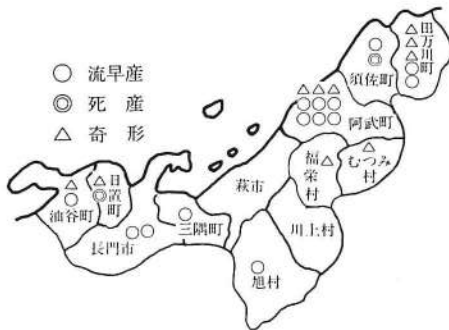 ○ 流早産
◎ 死産
△ 奇形
田万川町
須佐町
阿武町
むつみ村
福栄村
萩市
川上村
旭村
三隅町
長門市
日置町
油谷町